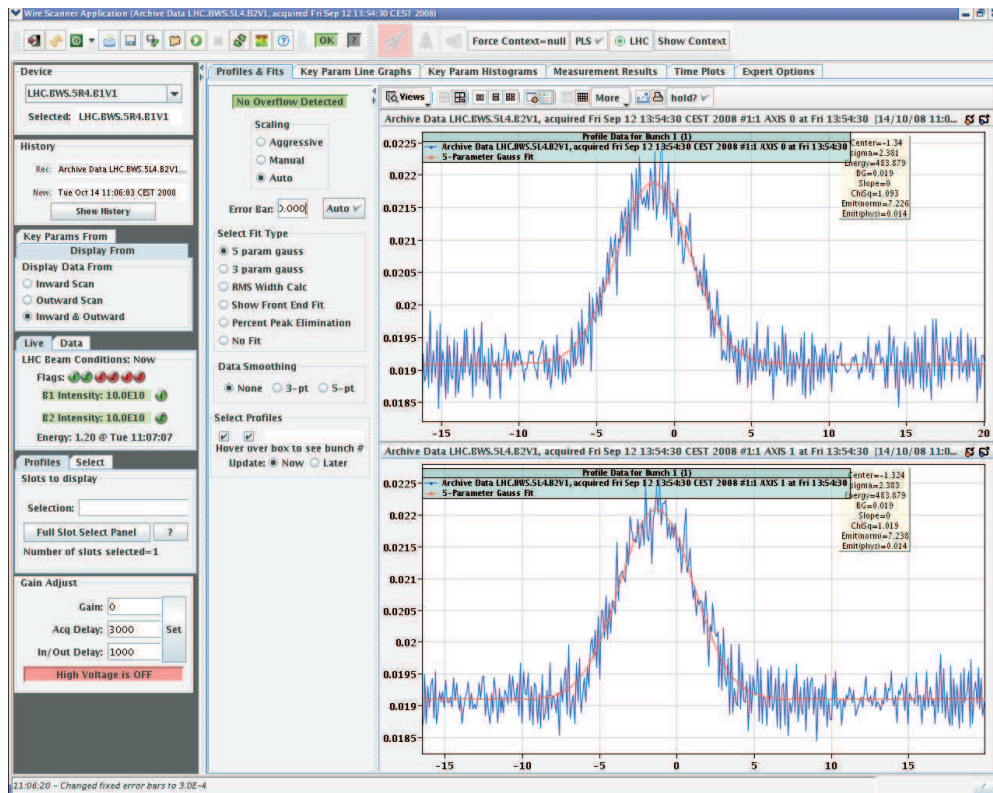 Wire Scanner Application (Archive Data LHC.BWS.5L4.B2V1, acquired Fri Sep 12 13:54:30 CEST 2008)
OK
?
Force Context=null
PLS
LHC
Show Context
Device
LHC.BWS.5R4.B1V1
Selected: LHC.BWS.5R4.B1V1
History
Rec: Archive Data LHC.BWS.5L4.B2V1...
New: Tue Oct 14 11:06:03 CEST 2008
Show History
Key Params From
Display From
Display Data From
Inward Scan
Outward Scan
Inward & Outward
Live
Data
LHC Beam Conditions: Now
Flags:
B1 Intensity: 10.0E10
B2 Intensity: 10.0E10
Energy: 1.20 @ Tue 11:07:07
Profiles
Select
Slots to display
Selection:
Full Slot Select Panel
?
Number of slots selected=1
Gain Adjust
Gain: 0
Acq Delay: 3000
Set
In/Out Delay: 1000
High Voltage is OFF
Profiles & Fits
Key Param Line Graphs
Key Param Histograms
Measurement Results
Time Plots
Expert Options
No Overflow Detected
Scaling
Aggressive
Manual
Auto
Error Bar: 0.000
Auto
Select Fit Type
5 param gauss
3 param gauss
RMS Width Calc
Show Front End Fit
Percent Peak Elimination
No Fit
Data Smoothing
None
3-pt
5-pt
Select Profiles
Hover over box to see bunch #
Update: Now Later
Views
More
hold?
Archive Data LHC.BWS.5L4.B2V1, acquired Fri Sep 12 13:54:30 CEST 2008 #1:1 AXIS 0 at Fri 13:54:30 [14/10/08 11:0...
Profile Data for Bunch 1 (1)
Archive Data LHC.BWS.5L4.B2V1, acquired Fri Sep 12 13:54:30 CEST 2008 #1:1 AXIS 0 at Fri 13:54:30
5-Parameter Gauss Fit
Center=-1.34
sigma=2.381
Energy=483.879
BG=0.019
Slope=0
ChiSq=1.093
Emit(norm)=7.226
Emit(phys)=0.014
0.0225
0.022
0.0215
0.021
0.0205
0.02
0.0195
0.019
0.0185
-15
-10
-5
0
5
10
15
20
Archive Data LHC.BWS.5L4.B2V1, acquired Fri Sep 12 13:54:30 CEST 2008 #1:1 AXIS 1 at Fri 13:54:30 [14/10/08 11:0...
Profile Data for Bunch 1 (1)
Archive Data LHC.BWS.5L4.B2V1, acquired Fri Sep 12 13:54:30 CEST 2008 #1:1 AXIS 1 at Fri 13:54:30
5-Parameter Gauss Fit
Center=-1.324
sigma=2.383
Energy=483.879
BG=0.019
Slope=0
ChiSq=1.019
Emit(norm)=7.238
Emit(phys)=0.014
0.0225
0.022
0.0215
0.021
0.0205
0.02
0.0195
0.019
0.0185
-15
-10
-5
0
5
10
15
11:06:20 - Changed fixed error bars to 3.0E-4